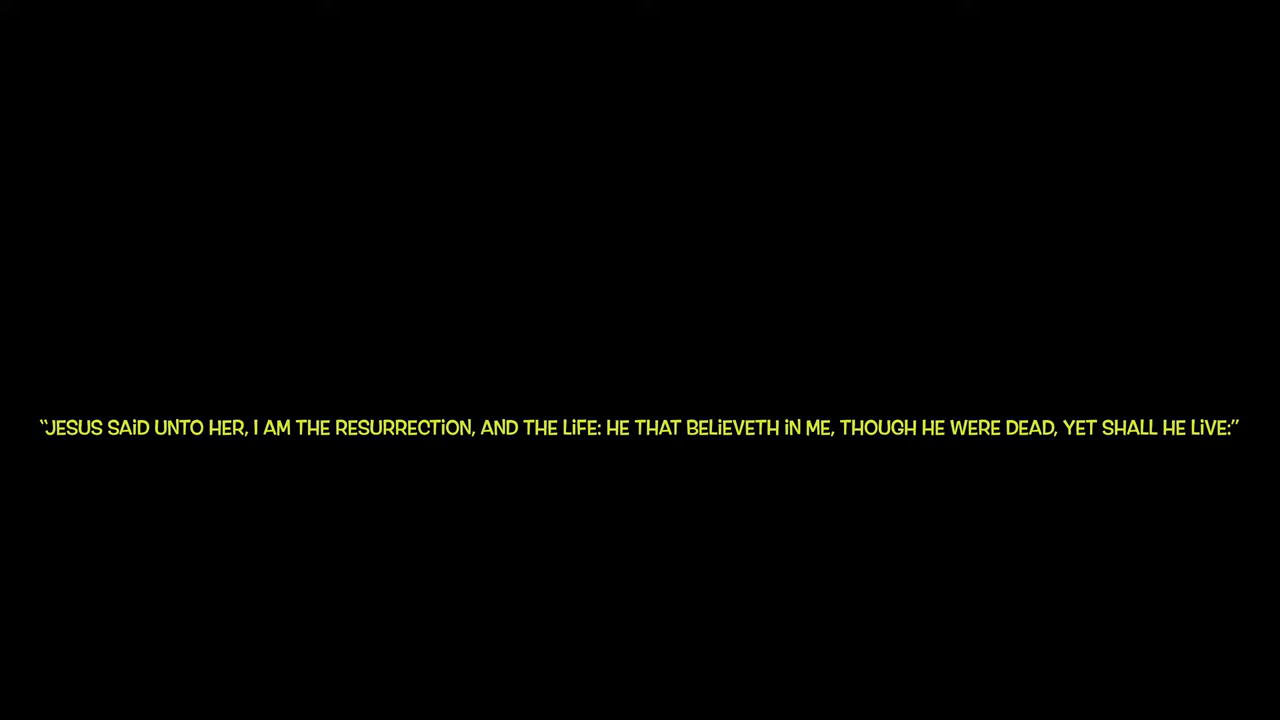 “JESUS SAiD UNTO HER, I AM THE RESURRECTiON, AND THE LiFE: HE THAT BELiEVETH iN ME, THOUGH HE WERE DEAD, YET SHALL HE LiVE:”